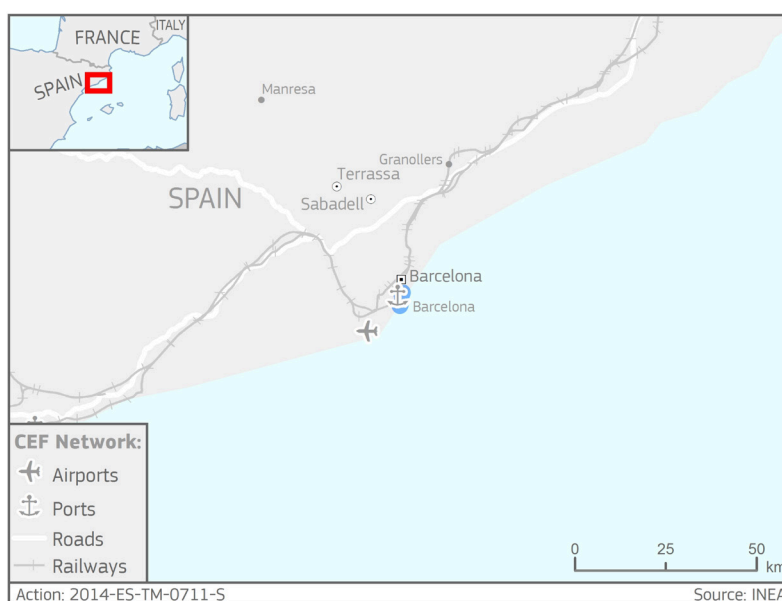 ITALY
FRANCE
SPAIN
Manresa
Granollers
Terrassa
SPAIN
Sabadell
Barcelona
Barcelona
CEF Network:
Airports
Ports
Roads
Railways
0 25 50
km
Action: 2014-ES-TM-0711-S
Source: INEA